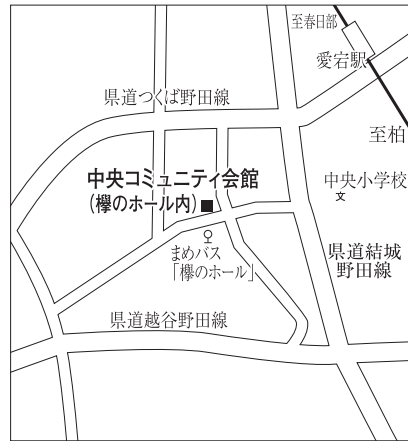 至春日部
愛宕駅
県道つくば野田線
至柏
中央コミュニティ会館
(欅のホール内)
中央小学校
文
まめバス
「欅のホール」
県道結城
野田線
県道越谷野田線